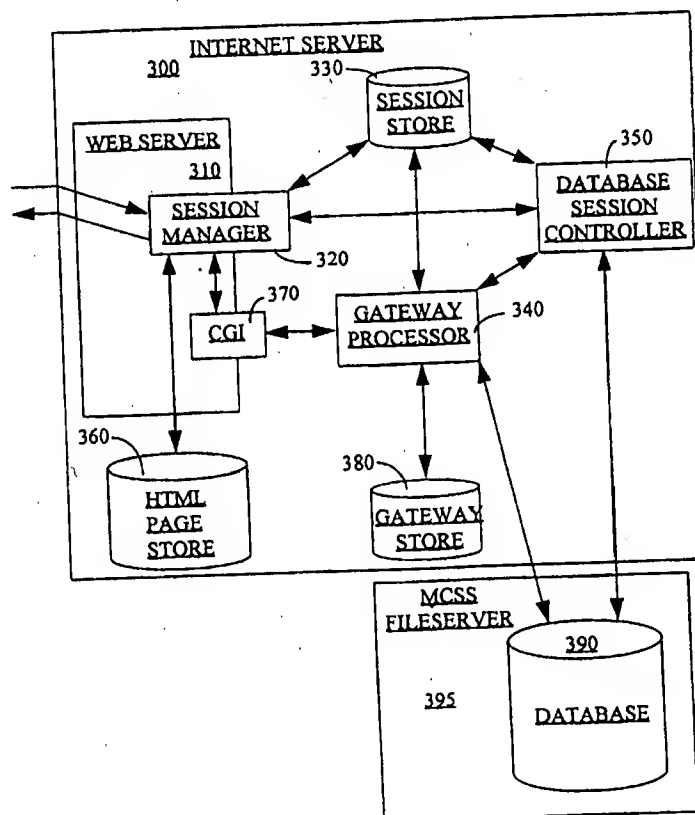 INTERNET SERVER
300
330
SESSION
STORE
WEB SERVER
310
350
DATABASE
SESSION
CONTROLLER
SESSION
MANAGER
320
370
CGI
GATEWAY
PROCESSOR
340
360
HTML
PAGE
STORE
380
GATEWAY
STORE
MCSS
FILESERVER
390
395
DATABASE